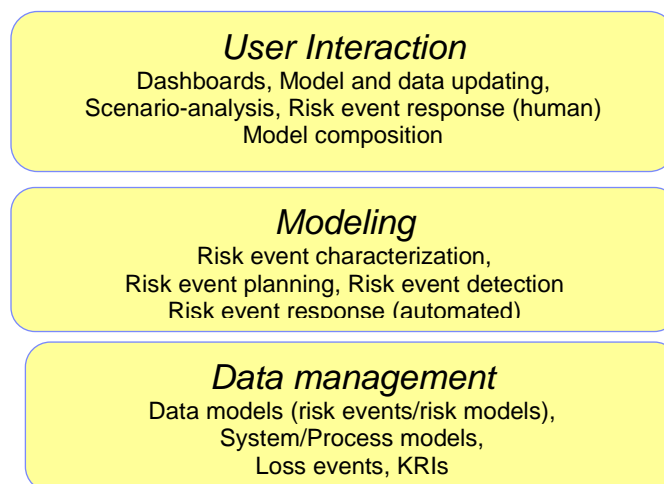 User Interaction
Dashboards, Model and data updating,
Scenario-analysis, Risk event response (human)
Model composition
Modeling
Risk event characterization,
Risk event planning, Risk event detection
Risk event response (automated)
Data management
Data models (risk events/risk models),
System/Process models,
Loss events, KRIs